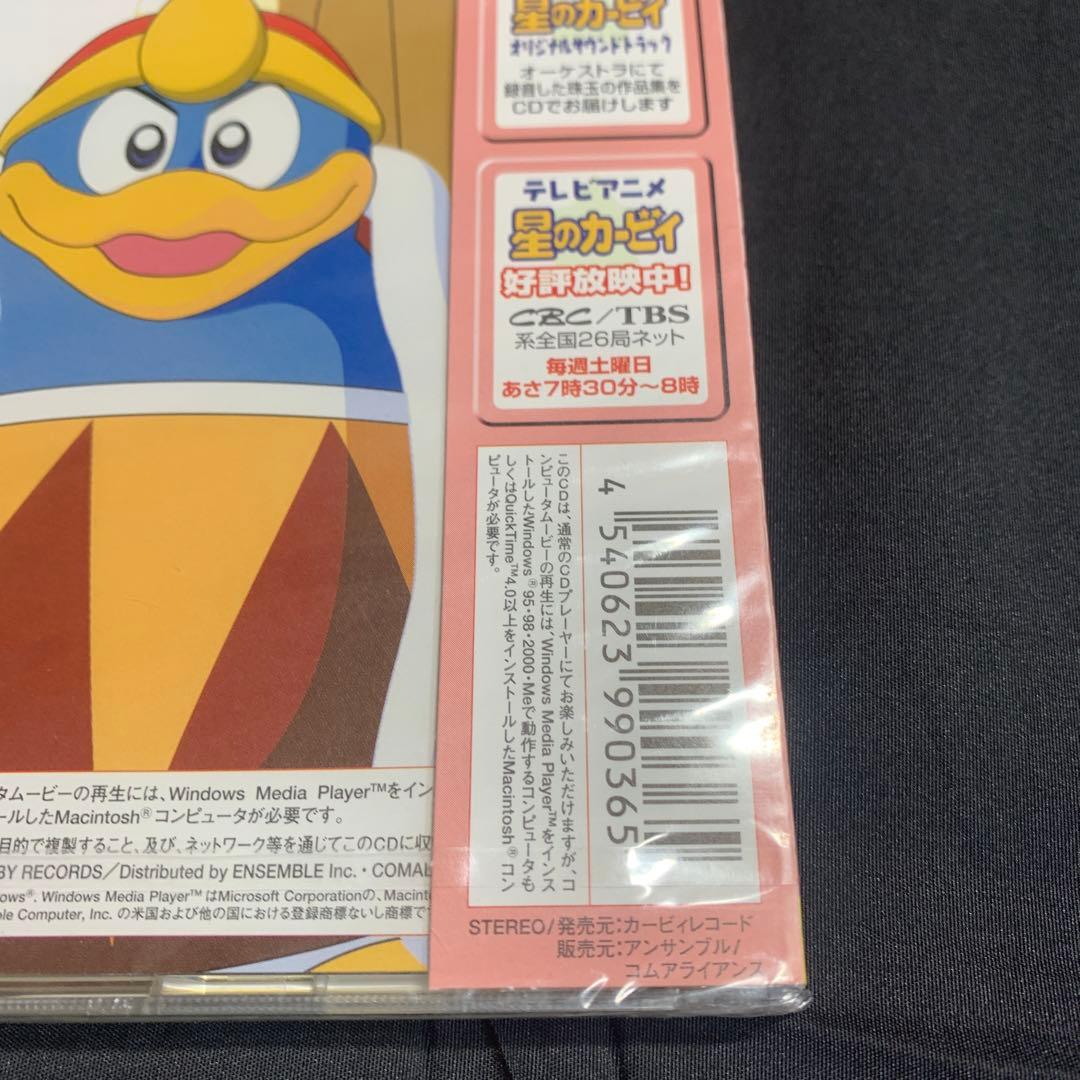 星のカービィ
オリジナルサウンドトラック
オーケストラにて
録音した珠玉の作品集を
CDでお届けします
テレビアニメ
星のカービィ
好評放映中!
CBC/TBS
系全国26局ネット
毎週土曜日
あさ7時30分〜8時
このCDは、通常のCDプレーヤーにてお楽しみいただけますが、コ
ンピュータムービーの再生には、Windows Media Player™をインス
トールしたWindows®95・98・2000・Meで動作するコンピュータも
しくはQuickTime™4.0以上をインストールしたMacintosh®コン
ピュータが必要です。
4 540623 990365
タムービーの再生には、Windows Media Player™をイン
ールしたMacintosh®コンピュータが必要です。
目的で複製すること、及び、ネットワーク等を通じてこのCDに収
BY RECORDS/Distributed by ENSEMBLE Inc.・COMAL
ows®. Windows Media Player™ はMicrosoft Corporationの、Macint
ple Computer, Inc. の米国および他の国における登録商標ないし商標で
STEREO/発売元:カービィレコード
販売元:アンサンブル/
コムアライアンス